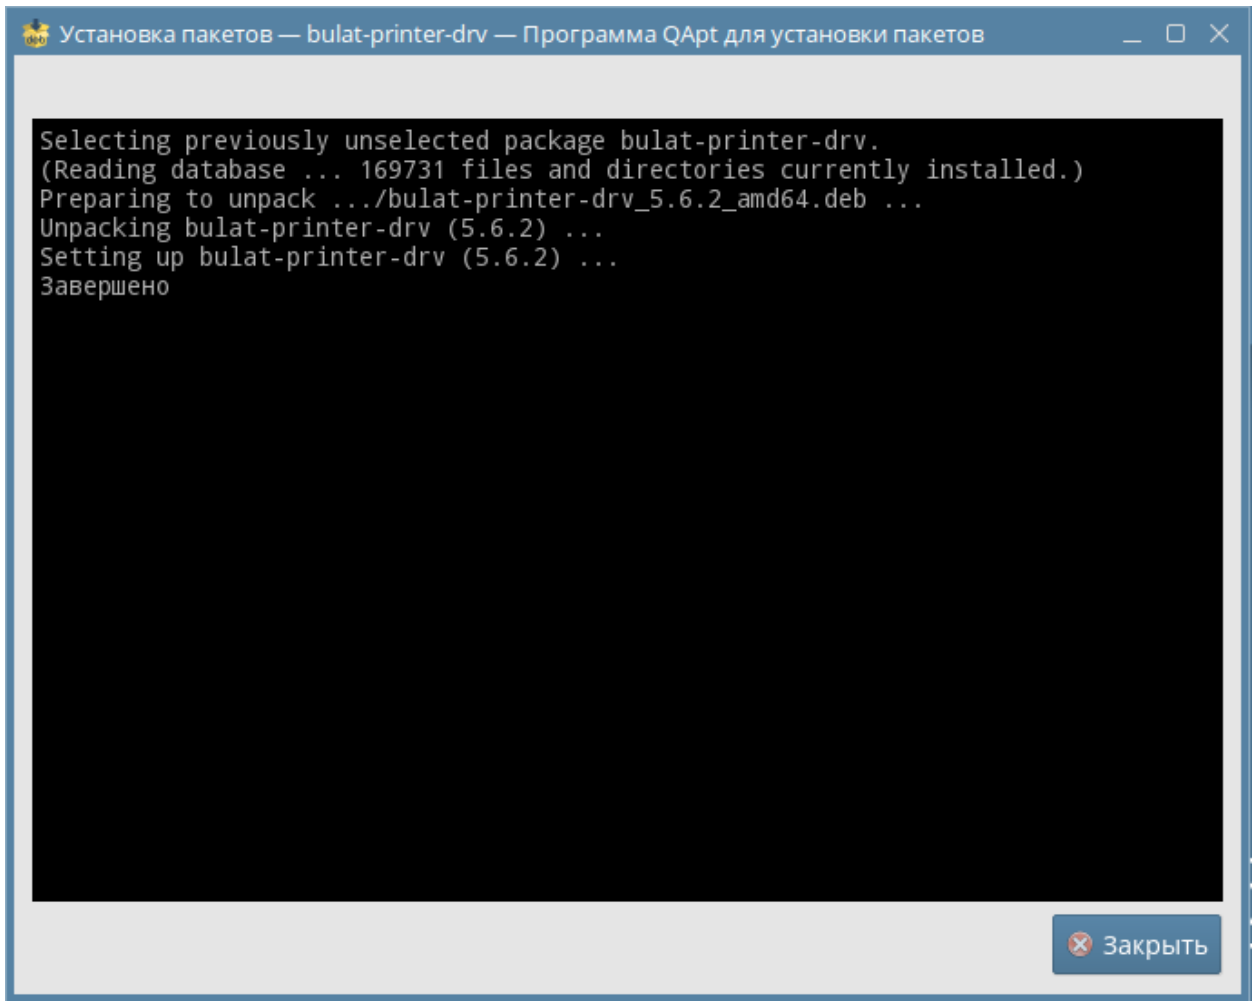 Установка пакетов — bulat-printer-drv — Программа QApt для установки пакетов
Selecting previously unselected package bulat-printer-drv.
(Reading database ... 169731 files and directories currently installed.)
Preparing to unpack .../bulat-printer-drv_5.6.2_amd64.deb ...
Unpacking bulat-printer-drv (5.6.2) ...
Setting up bulat-printer-drv (5.6.2) ...
Завершено
Закрыть